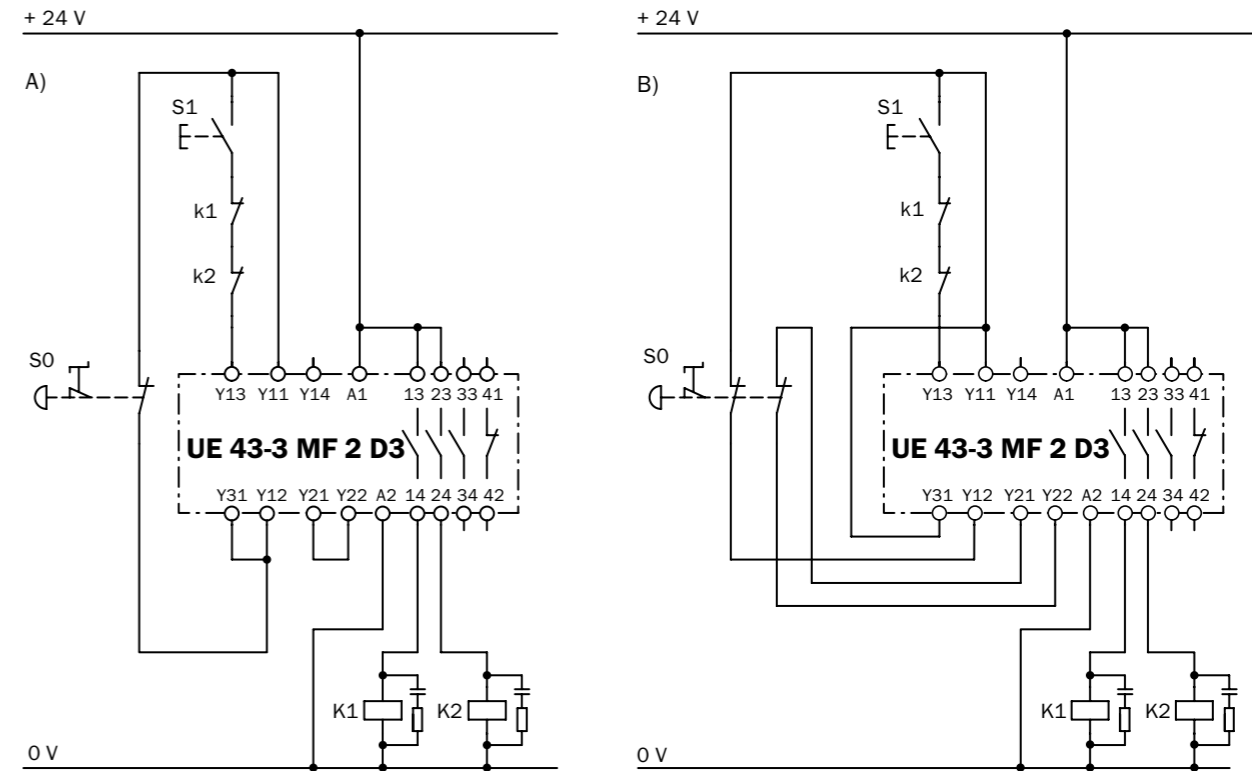 + 24 V
A)
S1
k1
k2
S0
Y13 Y11 Y14 A1 13 23 33 41
UE 43-3 MF 2 D3
Y31 Y12 Y21 Y22 A2 14 24 34 42
K1 K2
0 V
+ 24 V
B)
S1
k1
k2
S0
Y13 Y11 Y14 A1 13 23 33 41
UE 43-3 MF 2 D3
Y31 Y12 Y21 Y22 A2 14 24 34 42
K1 K2
0 V